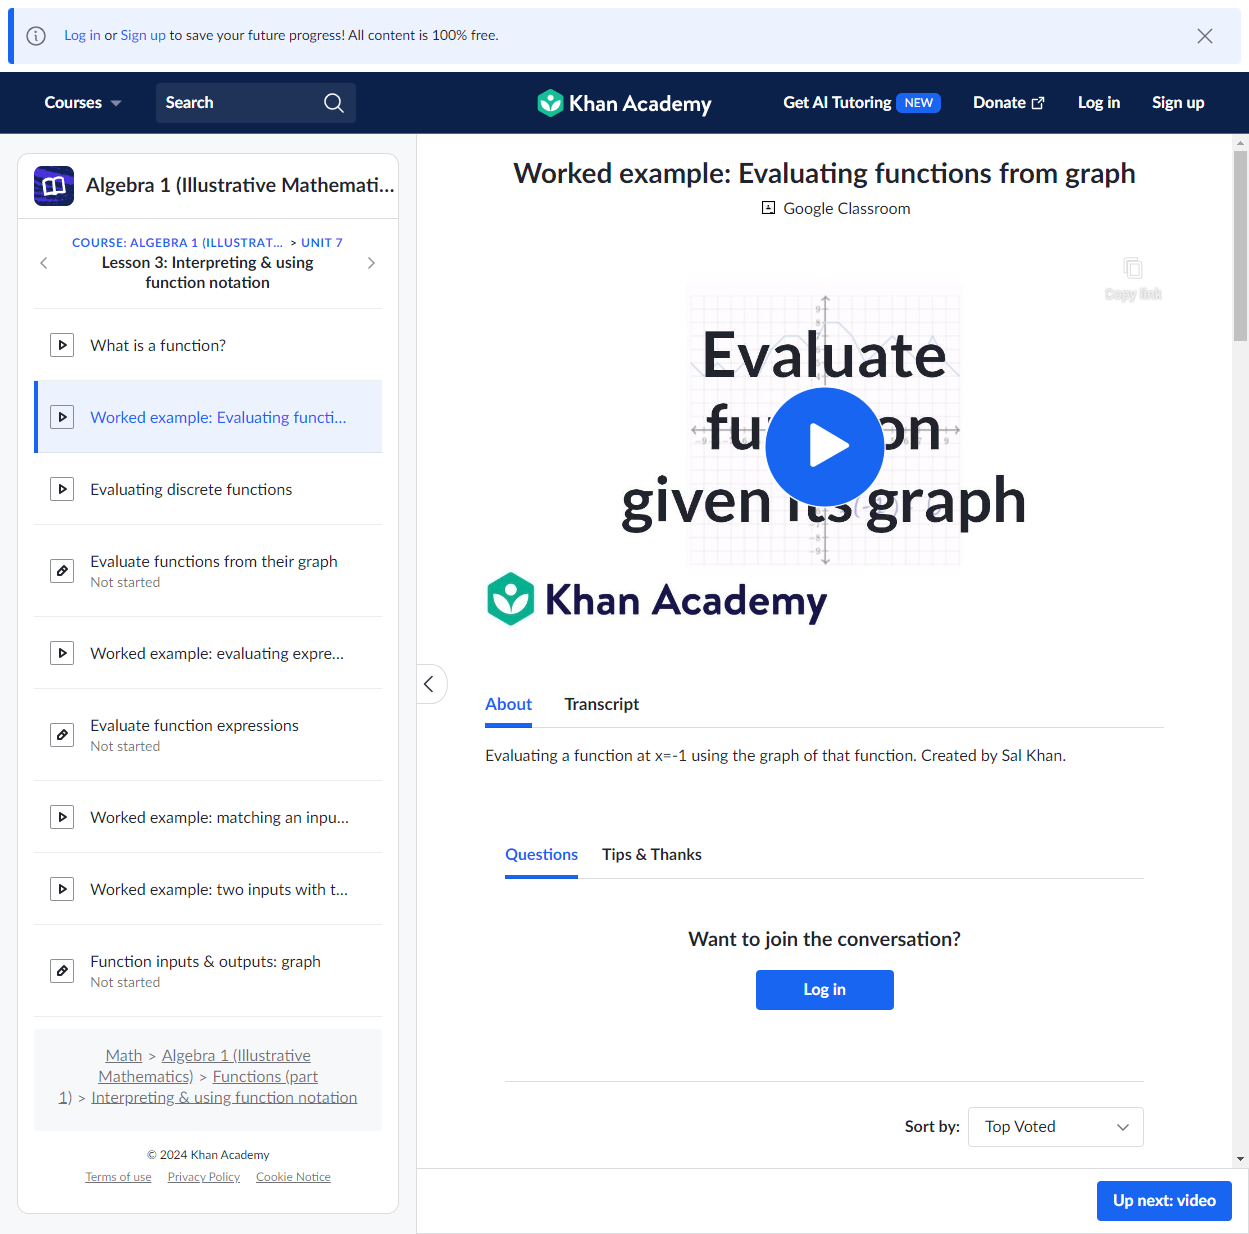 Log in or Sign up to save your future progress! All content is 100% free.
Courses
Search
Khan Academy
Get AI Tutoring NEW
Donate
Log in
Sign up
Algebra 1 (Illustrative Mathemati...
COURSE: ALGEBRA 1 (ILLUSTRAT... > UNIT 7
Lesson 3: Interpreting & using
function notation
What is a function?
Worked example: Evaluating functi...
Evaluating discrete functions
Evaluate functions from their graph
Not started
Worked example: evaluating expre...
Evaluate function expressions
Not started
Worked example: matching an inpu...
Worked example: two inputs with t...
Function inputs & outputs: graph
Not started
Math > Algebra 1 (Illustrative
Mathematics) > Functions (part
1) > Interpreting & using function notation
© 2024 Khan Academy
Terms of use Privacy Policy Cookie Notice
Worked example: Evaluating functions from graph
Google Classroom
Copy link
Evaluate
given its graph
Khan Academy
About
Transcript
Evaluating a function at x=-1 using the graph of that function. Created by Sal Khan.
Questions
Tips & Thanks
Want to join the conversation?
Log in
Sort by: Top Voted
Up next: video